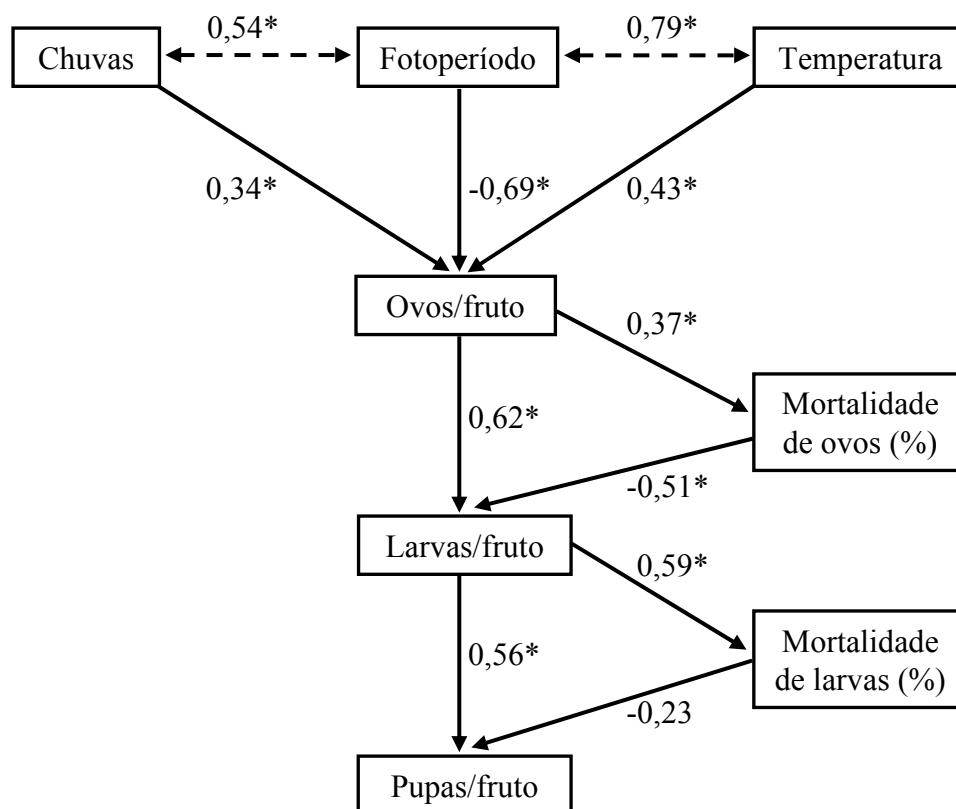 0,54*
0,79*
Chuvas
Fotoperíodo
Temperatura
0,34*
-0,69*
0,43*
Ovos/fruto
0,37*
0,62*
Mortalidade
de ovos (%)
-0,51*
Larvas/fruto
0,59*
0,56*
Mortalidade
de larvas (%)
-0,23
Pupas/fruto